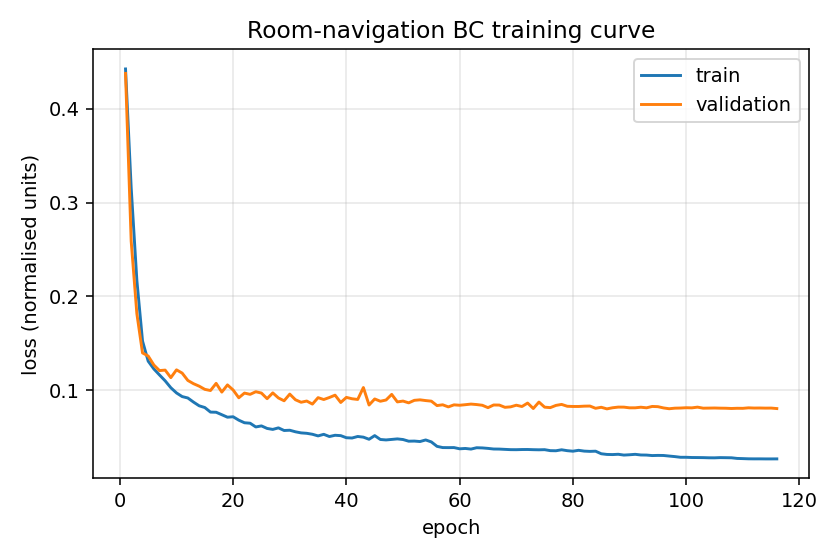 Room-navigation BC training curve
train
validation
loss (normalised units)
0.4
0.3
0.2
0.1
0 20 40 60 80 100 120
epoch